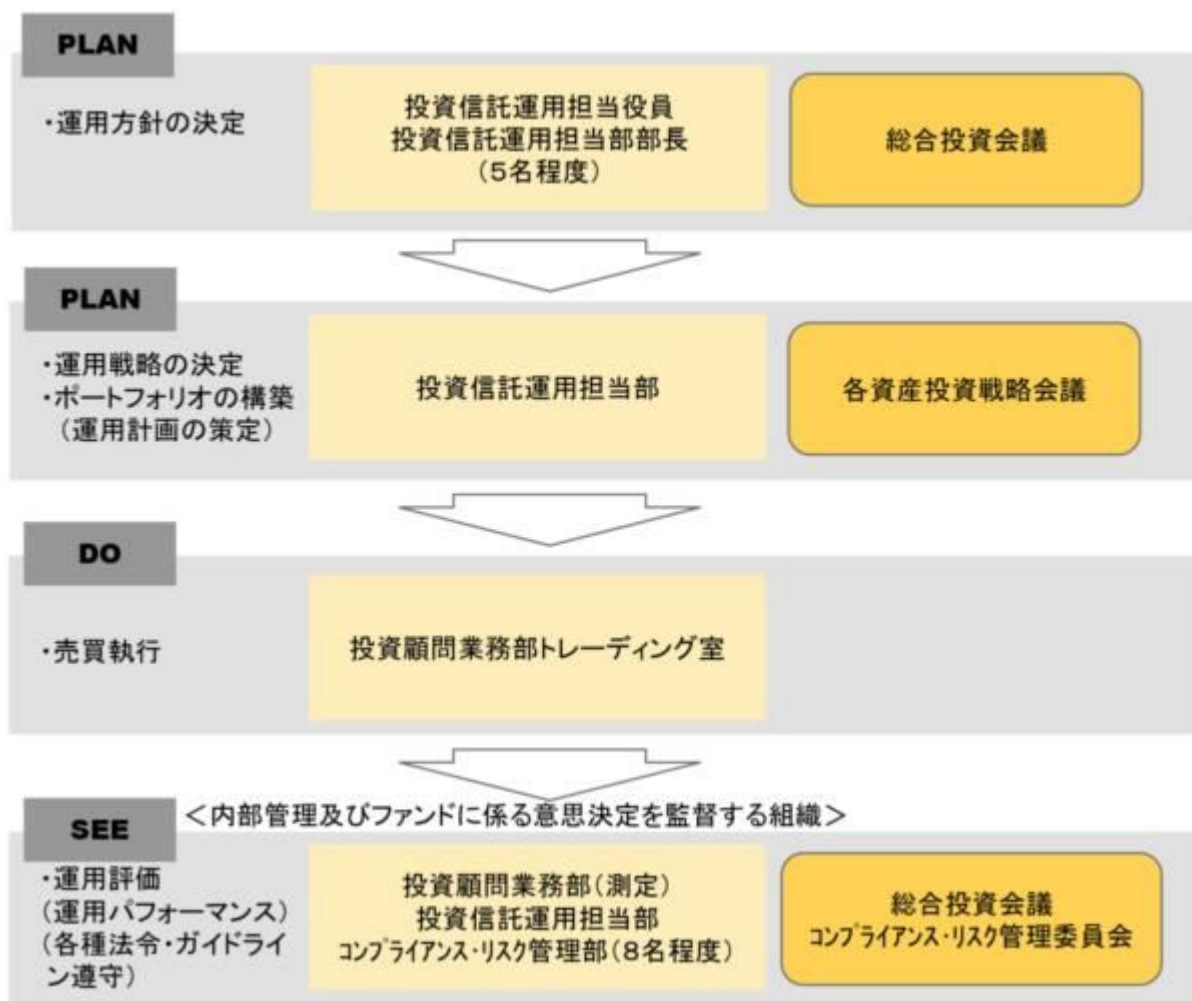 PLAN
・運用方針の決定
投資信託運用担当役員
投資信託運用担当部部長
(5名程度)
総合投資会議
PLAN
・運用戦略の決定
・ポートフォリオの構築
(運用計画の策定)
投資信託運用担当部
各資産投資戦略会議
DO
・売買執行
投資顧問業務部トレーディング室
SEE
<内部管理及びファンドに係る意思決定を監督する組織>
・運用評価
(運用パフォーマンス)
(各種法令・ガイドライ
ン遵守)
投資顧問業務部(測定)
投資信託運用担当部
コンプライアンス・リスク管理部(8名程度)
総合投資会議
コンプライアンス・リスク管理委員会